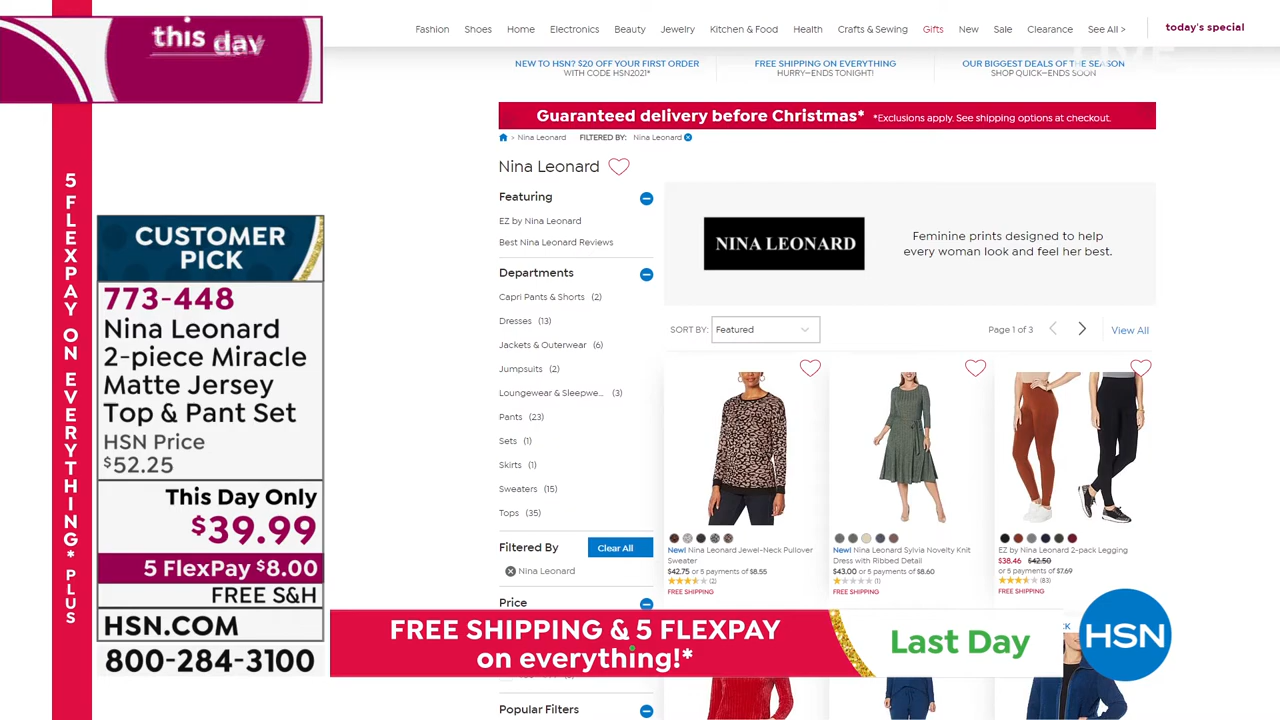 this day
Fashion Shoes Home Electronics Beauty Jewelry Kitchen & Food Health Crafts & Sewing Gifts New Sale Clearance See All >
today's special
LIVE
NEW TO HSN? $20 OFF YOUR FIRST ORDER
WITH CODE HSN2021*
FREE SHIPPING ON EVERYTHING
HURRY—ENDS TONIGHT!
OUR BIGGEST DEALS OF THE SEASON
SHOP QUICK—ENDS SOON
Guaranteed delivery before Christmas* *Exclusions apply. See shipping options at checkout.
> Nina Leonard FILTERED BY: Nina Leonard
5 FLEXPAY ON EVERYTHING* PLUS
CUSTOMER
PICK
773-448
Nina Leonard
2-piece Miracle
Matte Jersey
Top & Pant Set
HSN Price
$52.25
This Day Only
$39.99
5 FlexPay $8.00
FREE S&H
HSN.COM
800-284-3100
Nina Leonard
Featuring
EZ by Nina Leonard
Best Nina Leonard Reviews
Departments
Capri Pants & Shorts (2)
Dresses (13)
Jackets & Outerwear (6)
Jumpsuits (2)
Loungewear & Sleepwe... (3)
Pants (23)
Sets (1)
Skirts (1)
Sweaters (15)
Tops (35)
Filtered By
Clear All
Nina Leonard
Price
Popular Filters
NINA LEONARD
Feminine prints designed to help
every woman look and feel her best.
SORT BY: Featured
Page 1 of 3
View All
New! Nina Leonard Jewel-Neck Pullover
Sweater
$42.75 or 5 payments of $8.55
(2)
FREE SHIPPING
New! Nina Leonard Sylvia Novelty Knit
Dress with Ribbed Detail
$43.00 or 5 payments of $8.60
(1)
FREE SHIPPING
EZ by Nina Leonard 2-pack Legging
$38.46 $42.50
or 5 payments of $7.69
(83)
FREE SHIPPING
FREE SHIPPING & 5 FLEXPAY
on everything!*
Last Day
HSN